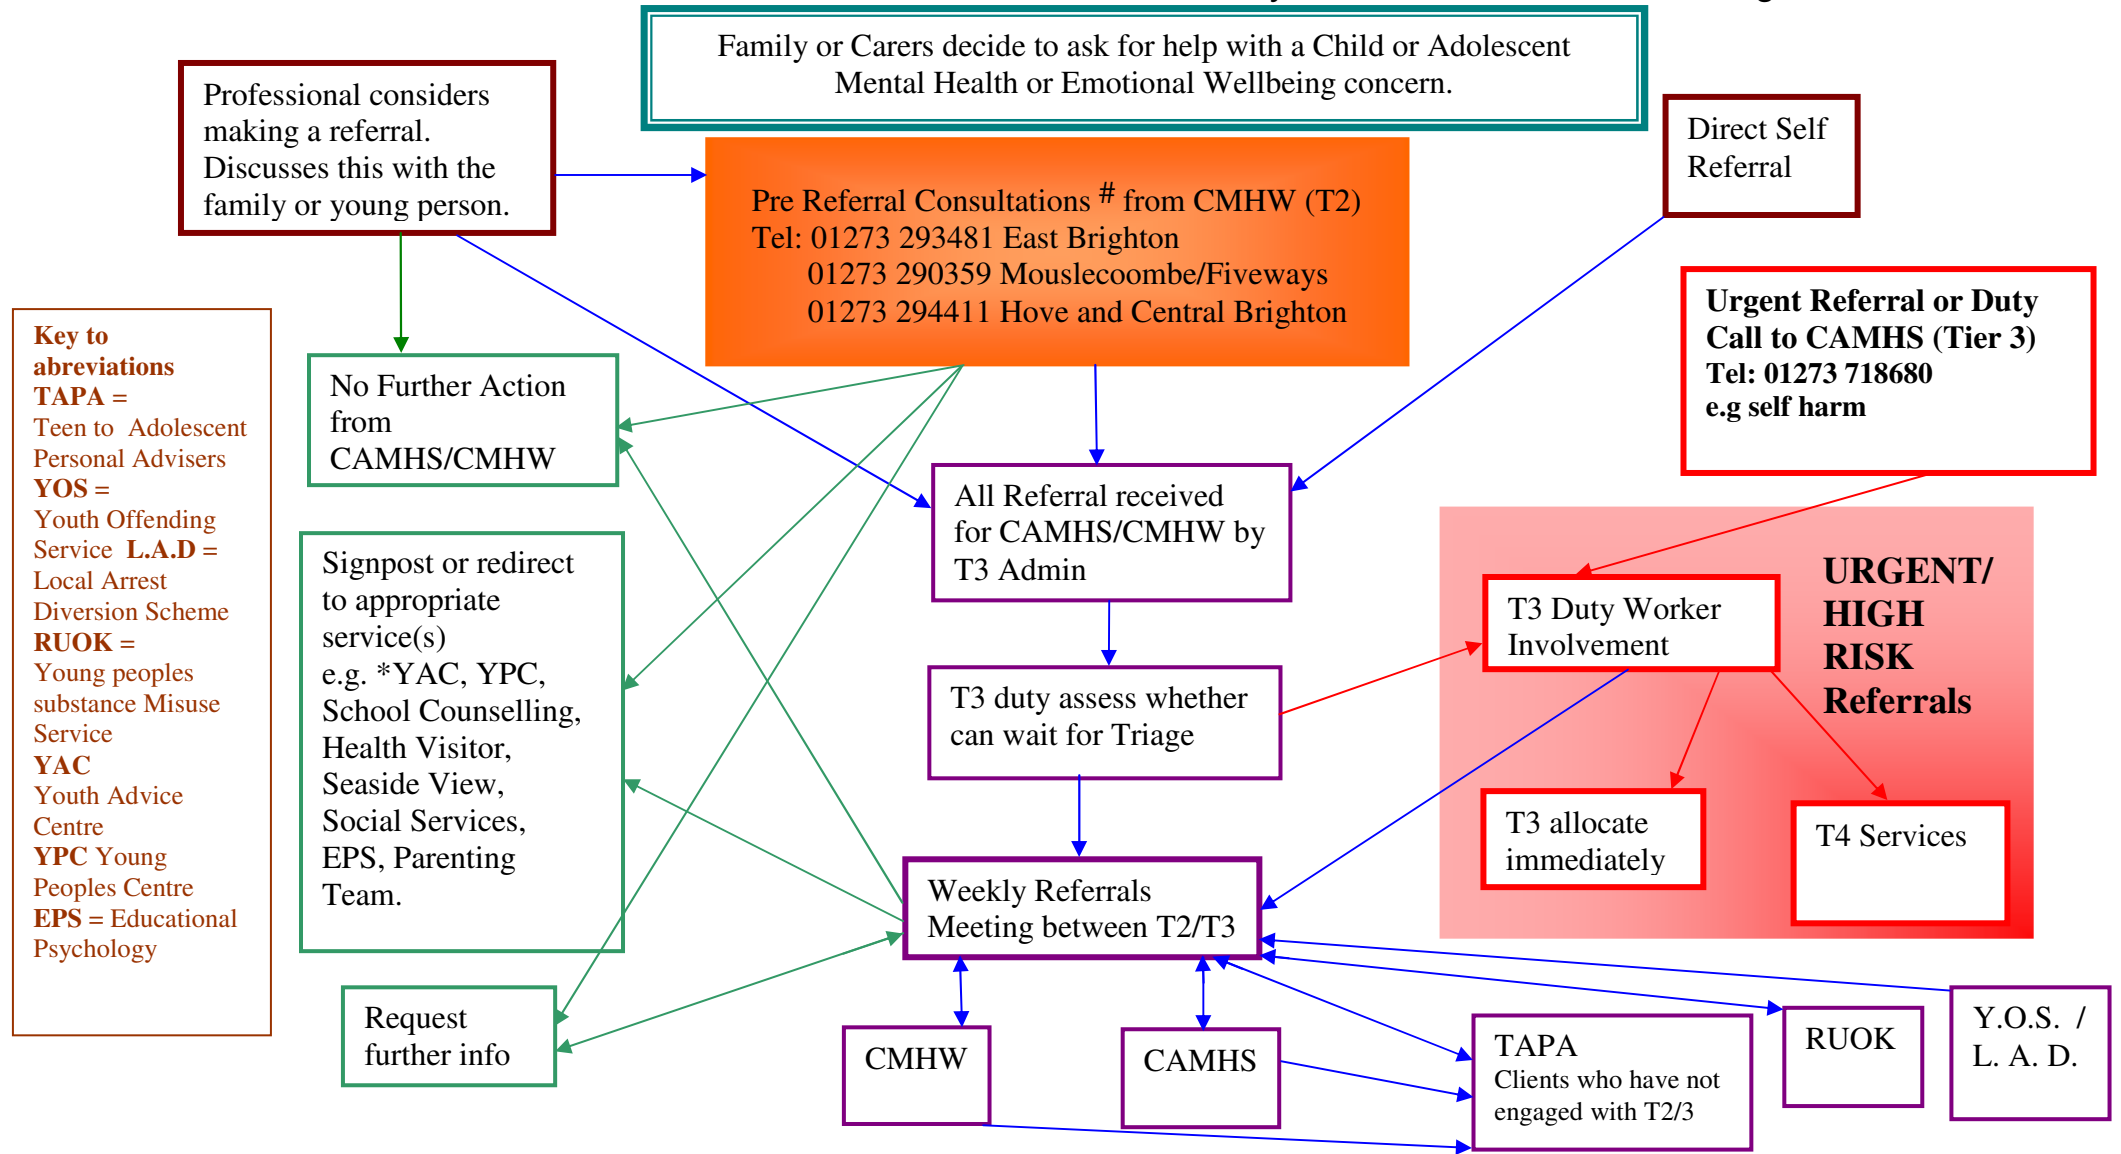 Family or Carers decide to ask for help with a Child or Adolescent
Mental Health or Emotional Wellbeing concern.
Professional considers
making a referral.
Discusses this with the
family or young person.
Direct Self
Referral
Pre Referral Consultations # from CMHW (T2)
Tel: 01273 293481 East Brighton
01273 290359 Mouslecoombe/Fiveways
01273 294411 Hove and Central Brighton
Urgent Referral or Duty
Call to CAMHS (Tier 3)
Tel: 01273 718680
e.g self harm
Key to
abreviations
TAPA =
Teen to Adolescent
Personal Advisers
YOS =
Youth Offending
Service L.A.D =
Local Arrest
Diversion Scheme
RUOK =
Young peoples
substance Misuse
Service
YAC
Youth Advice
Centre
YPC Young
Peoples Centre
EPS = Educational
Psychology
No Further Action
from
CAMHS/CMHW
All Referral received
for CAMHS/CMHW by
T3 Admin
Signpost or redirect
to appropriate
service(s)
e.g. *YAC, YPC,
School Counselling,
Health Visitor,
Seaside View,
Social Services,
EPS, Parenting
Team.
URGENT/
HIGH
RISK
Referrals
T3 Duty Worker
Involvement
T3 duty assess whether
can wait for Triage
T3 allocate
immediately
T4 Services
Weekly Referrals
Meeting between T2/T3
Request
further info
CMHW
CAMHS
TAPA
Clients who have not
engaged with T2/3
RUOK
Y.O.S. /
L. A. D.